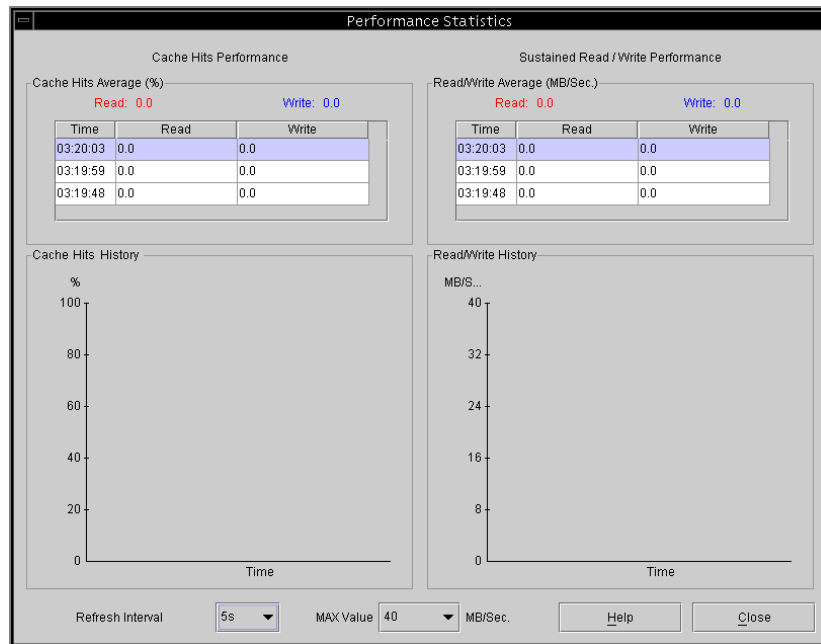 Performance Statistics
Cache Hits Performance
Cache Hits Average (%)
Read: 0.0 Write: 0.0
Time Read Write
03:20:03 0.0 0.0
03:19:59 0.0 0.0
03:19:48 0.0 0.0
Cache Hits History
%
100
80
60
40
20
0
Time
Sustained Read / Write Performance
Read/Write Average (MB/Sec.)
Read: 0.0 Write: 0.0
Time Read Write
03:20:03 0.0 0.0
03:19:59 0.0 0.0
03:19:48 0.0 0.0
Read/Write History
MB/S...
40
32
24
16
8
0
Time
Refresh Interval 5s MAX Value 40 MB/Sec. Help Close